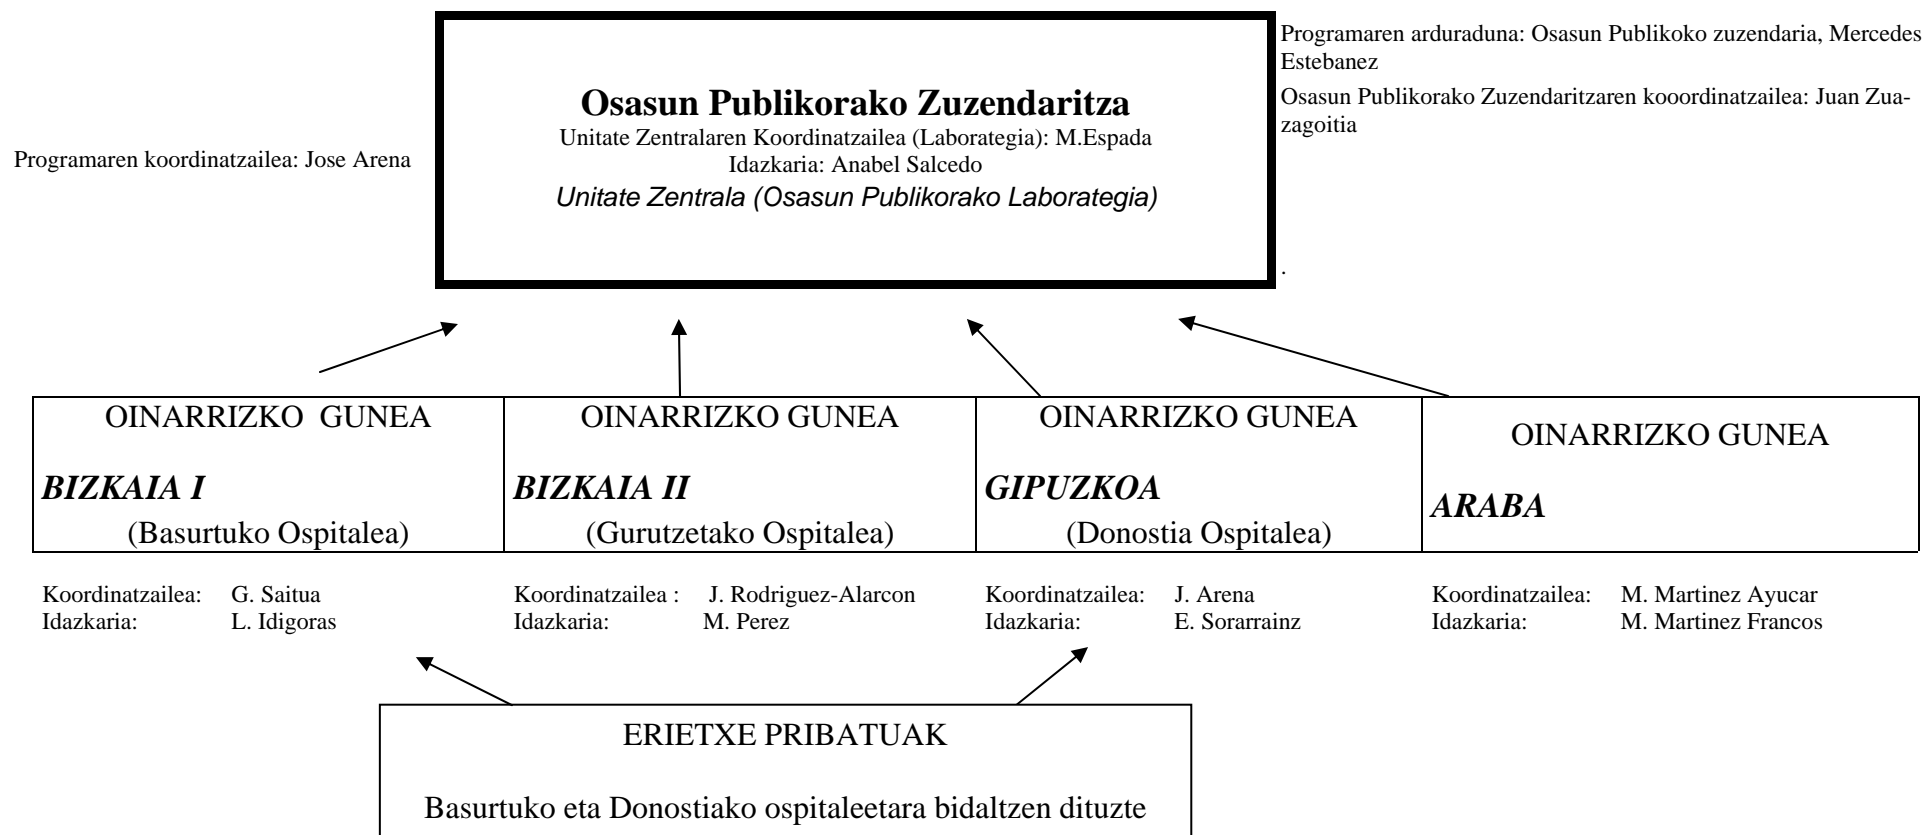 Programaren arduraduna: Osasun Publikoko zuzendaria, Mercedes
Estebanez
Osasun Publikorako Zuzendaritzaren kooordinatzailea: Juan Zua-
zagoitia
.
Programaren koordinatzailea: Jose Arena
Osasun Publikorako Zuzendaritza
Unitate Zentralaren Koordinatzailea (Laborategia): M.Espada
Idazkaria: Anabel Salcedo
Unitate Zentrala (Osasun Publikorako Laborategia)
OINARRIZKO GUNEA
BIZKAIA I
(Basurtuko Ospitalea)
OINARRIZKO GUNEA
BIZKAIA II
(Gurutzetako Ospitalea)
OINARRIZKO GUNEA
GIPUZKOA
(Donostia Ospitalea)
OINARRIZKO GUNEA
ARABA
Koordinatzailea: G. Saitua
Idazkaria: L. Idigoras
Koordinatzailea : J. Rodriguez-Alarcon
Idazkaria: M. Perez
Koordinatzailea: J. Arena
Idazkaria: E. Sorarrainz
Koordinatzailea: M. Martinez Ayucar
Idazkaria: M. Martinez Francos
ERIETXE PRIBATUAK
Basurtuko eta Donostiako ospitaleetara bidaltzen dituzte